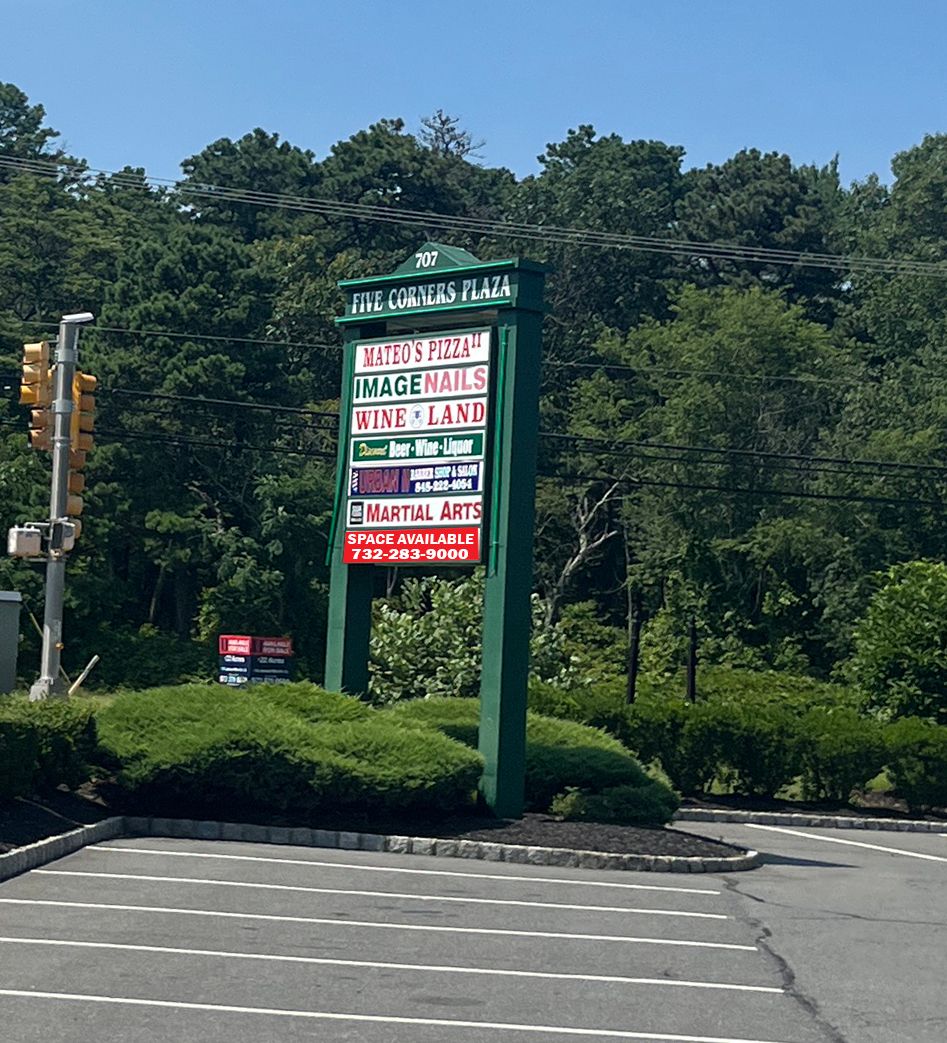 707
FIVE CORNERS PLAZA
MATEO'S PIZZA II
IMAGE NAILS
WINE LAND
Discount Beer·Wine·Liquor
URBAN II BARBER SHOP & SALON
848-222-4054
MARTIAL ARTS
SPACE AVAILABLE
732-283-9000
AVAILABLE